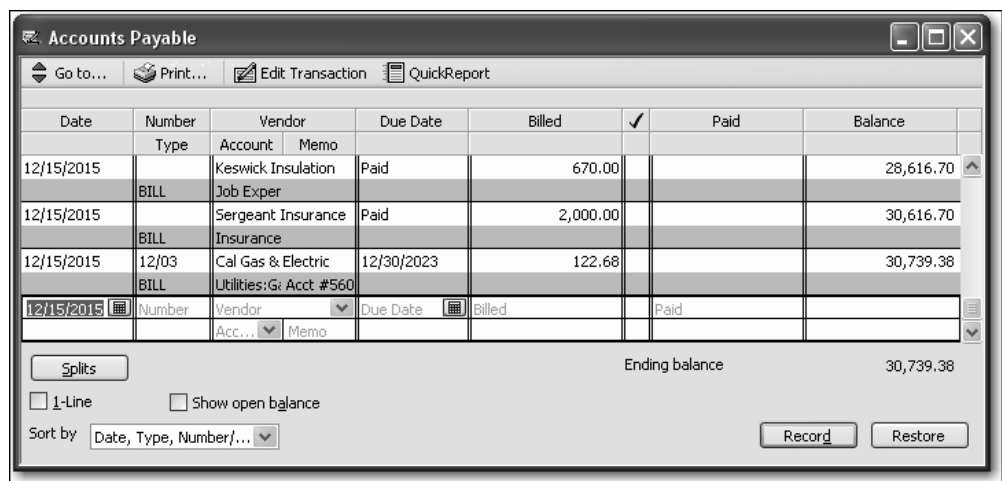 Accounts Payable
Go to... Print... Edit Transaction QuickReport
Date Number Vendor Due Date Billed ✓ Paid Balance
Type Account Memo
12/15/2015 Keswick Insulation Paid 670.00 28,616.70
BILL Job Exper
12/15/2015 Sergeant Insurance Paid 2,000.00 30,616.70
BILL Insurance
12/15/2015 12/03 Cal Gas & Electric 12/30/2023 122.68 30,739.38
BILL Utilities:Ga Acct #560
12/15/2015 Number Vendor Due Date Billed Paid
Acc... Memo
Splits Ending balance 30,739.38
1-Line Show open balance
Sort by Date, Type, Number/... Record Restore